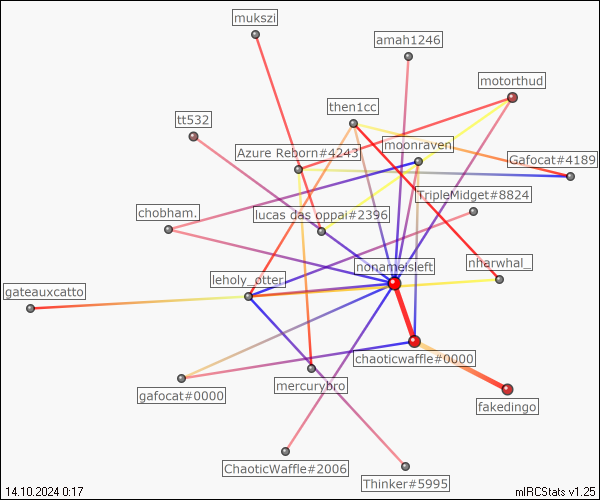 mukszi
amah1246
motorthud
then1cc
tt532
moonraven
Azure Reborn#4243
Gafocat#4189
TripleMidget#8824
chobham.
lucas das oppai#2396
nonameisleft
nharwhal_
leholy_otter
gateauxcatto
chaoticwaffle#0000
mercurybro
gafocat#0000
fakedingo
ChaoticWaffle#2006
Thinker#5995
14.10.2024 0:17
mIRCStats v1.25